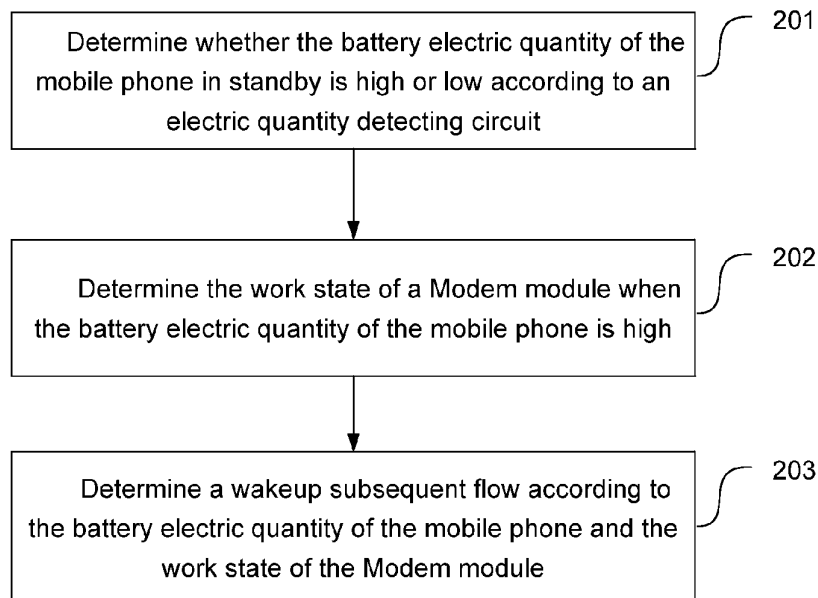 Determine whether the battery electric quantity of the
mobile phone in standby is high or low according to an
electric quantity detecting circuit
201
Determine the work state of a Modem module when
the battery electric quantity of the mobile phone is high
202
Determine a wakeup subsequent flow according to
the battery electric quantity of the mobile phone and the
work state of the Modem module
203